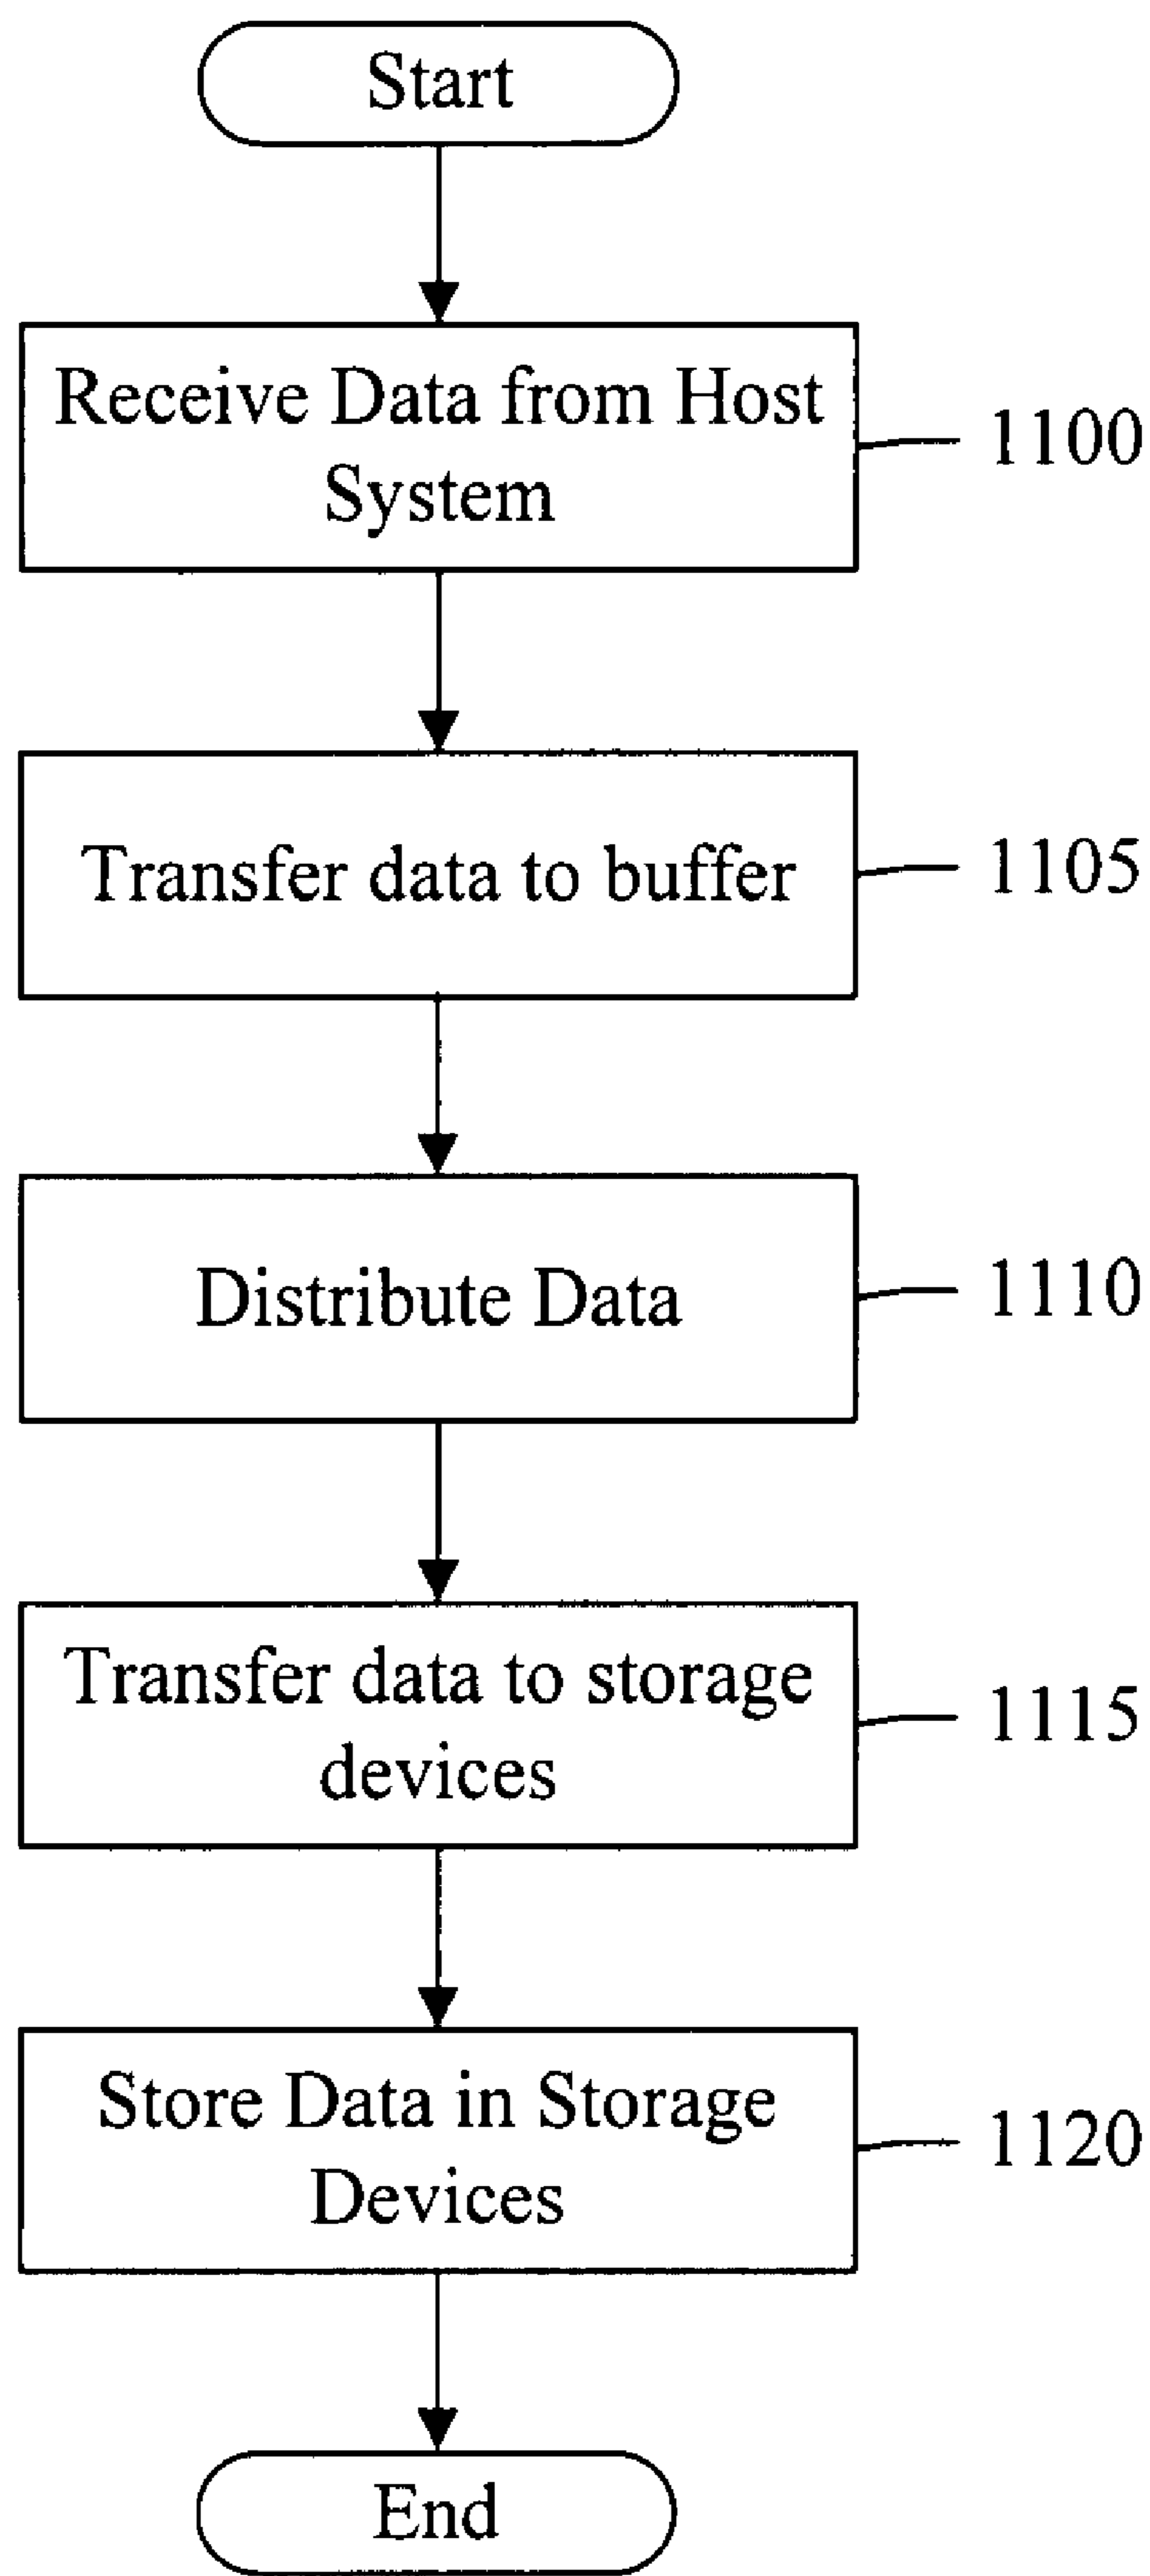 Start
Receive Data from Host
System
1100
Transfer data to buffer
1105
Distribute Data
1110
Transfer data to storage
devices
1115
Store Data in Storage
Devices
1120
End